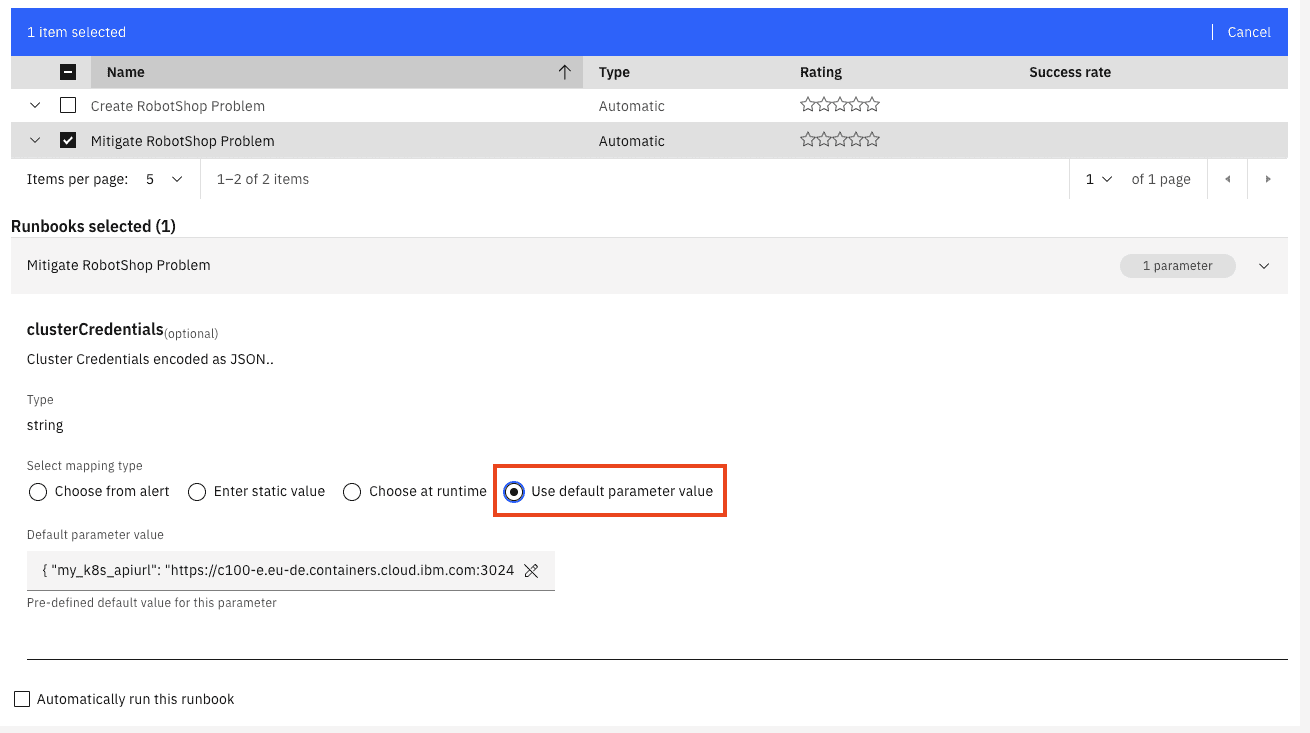 1 item selected Cancel
Name Type Rating Success rate
Create RobotShop Problem Automatic
Mitigate RobotShop Problem Automatic
Items per page: 5 1–2 of 2 items 1 of 1 page
Runbooks selected (1)
Mitigate RobotShop Problem 1 parameter
clusterCredentials(optional)
Cluster Credentials encoded as JSON..
Type
string
Select mapping type
Choose from alert Enter static value Choose at runtime Use default parameter value
Default parameter value
{ "my_k8s_apiurl": "https://c100-e.eu-de.containers.cloud.ibm.com:3024
Pre-defined default value for this parameter
Automatically run this runbook